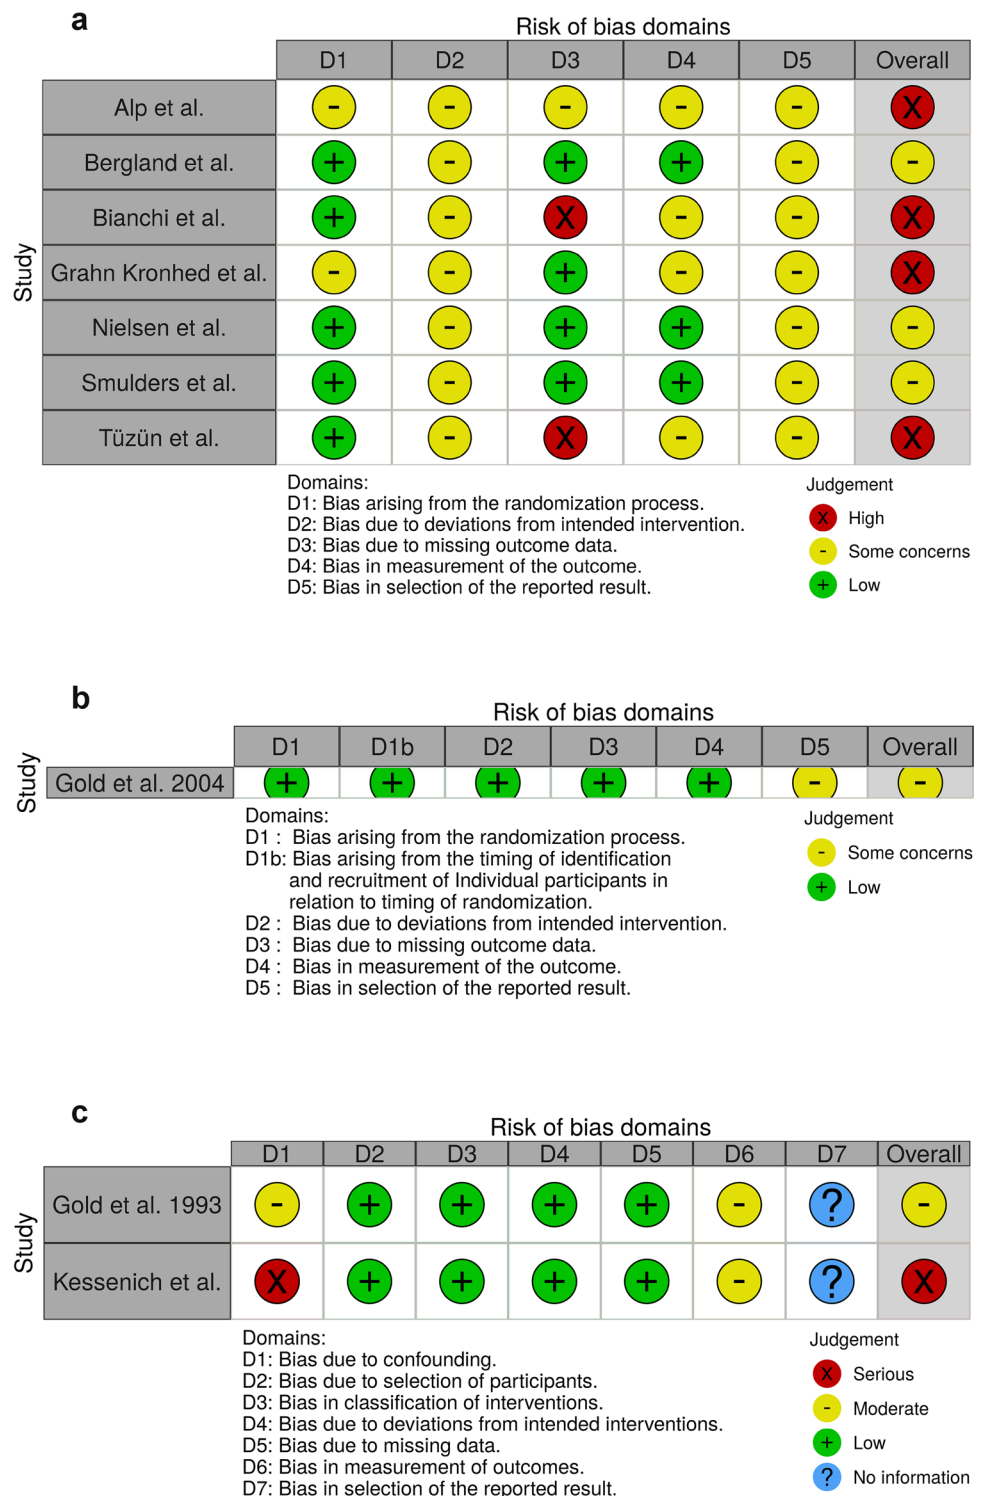 a
Risk of bias domains
D1 D2 D3 D4 D5 Overall
Study
Alp et al. - - - - - X
Bergland et al. + - + + - -
Bianchi et al. + - X - - X
Grahn Kronhed et al. - - + - - X
Nielsen et al. + - + + - -
Smulders et al. + - + + - -
Tüzün et al. + - X - - X
Domains:
D1: Bias arising from the randomization process.
D2: Bias due to deviations from intended intervention.
D3: Bias due to missing outcome data.
D4: Bias in measurement of the outcome.
D5: Bias in selection of the reported result.
Judgement
X High
- Some concerns
+ Low
b
Risk of bias domains
D1 D1b D2 D3 D4 D5 Overall
Study
Gold et al. 2004 + + + + + - -
Domains:
D1 : Bias arising from the randomization process.
D1b: Bias arising from the timing of identification
and recruitment of Individual participants in
relation to timing of randomization.
D2 : Bias due to deviations from intended intervention.
D3 : Bias due to missing outcome data.
D4 : Bias in measurement of the outcome.
D5 : Bias in selection of the reported result.
Judgement
- Some concerns
+ Low
c
Risk of bias domains
D1 D2 D3 D4 D5 D6 D7 Overall
Study
Gold et al. 1993 - + + + + - ? -
Kessenich et al. X + + + + - ? X
Domains:
D1: Bias due to confounding.
D2: Bias due to selection of participants.
D3: Bias in classification of interventions.
D4: Bias due to deviations from intended interventions.
D5: Bias due to missing data.
D6: Bias in measurement of outcomes.
D7: Bias in selection of the reported result.
Judgement
X Serious
- Moderate
+ Low
? No information